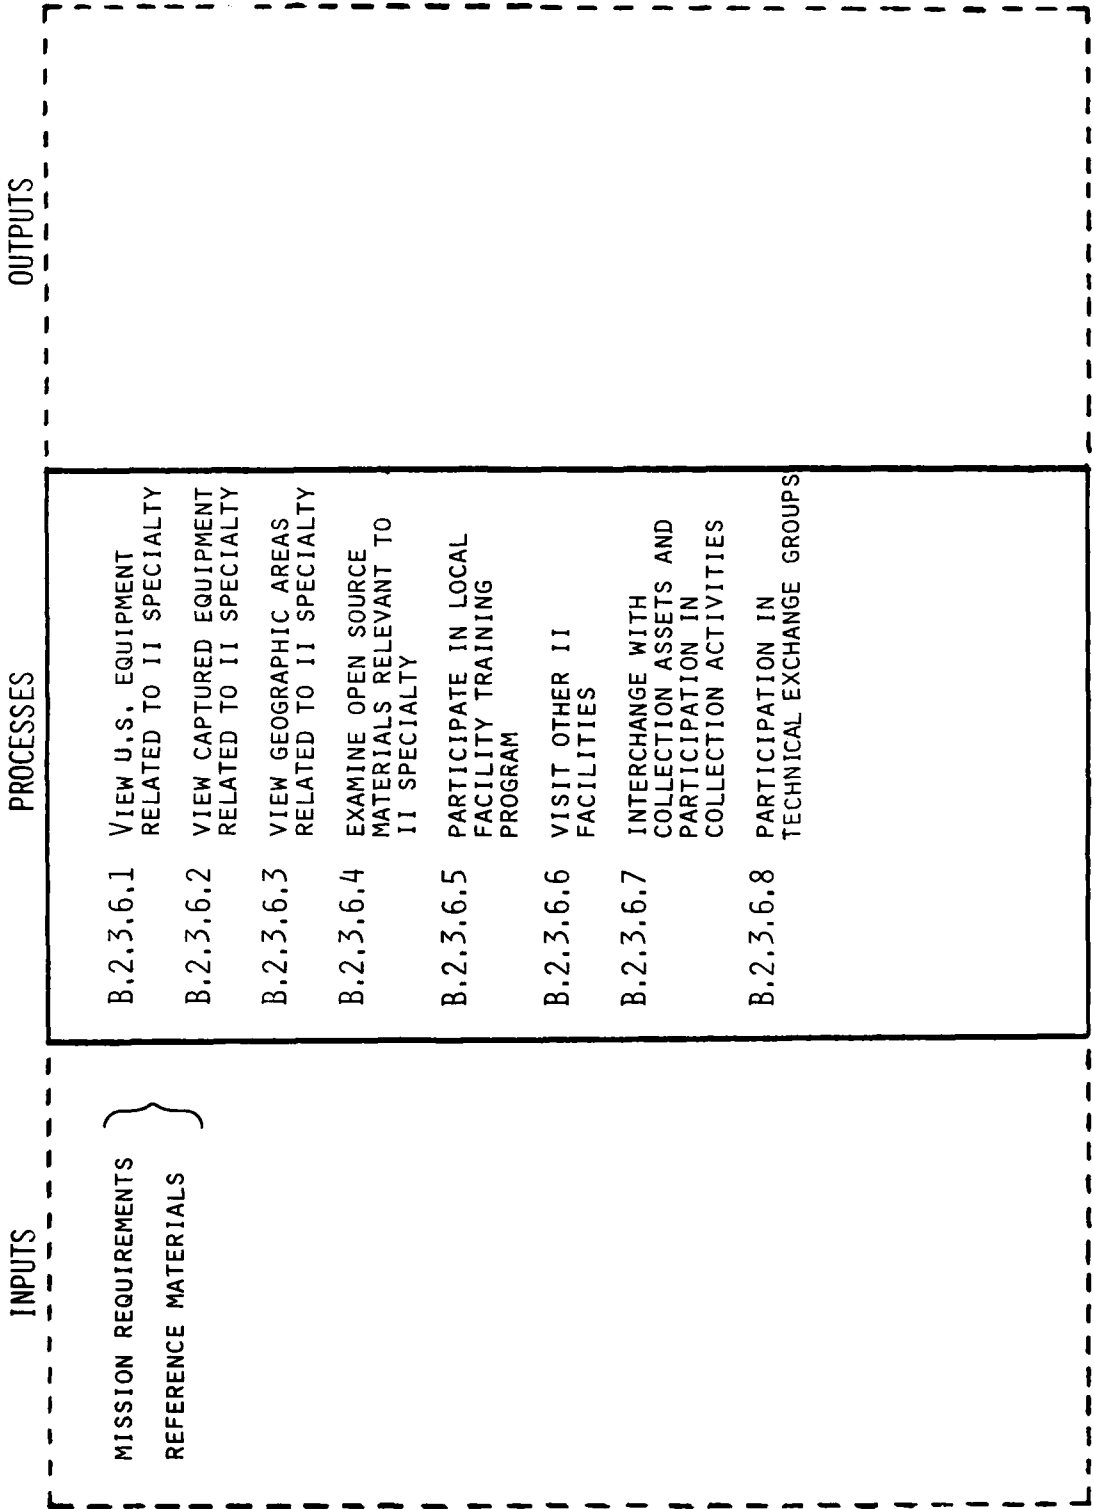 INPUTS
MISSION REQUIREMENTS
REFERENCE MATERIALS
PROCESSES
B.2.3.6.1 VIEW U.S. EQUIPMENT
RELATED TO II SPECIALTY
B.2.3.6.2 VIEW CAPTURED EQUIPMENT
RELATED TO II SPECIALTY
B.2.3.6.3 VIEW GEOGRAPHIC AREAS
RELATED TO II SPECIALTY
B.2.3.6.4 EXAMINE OPEN SOURCE
MATERIALS RELEVANT TO
II SPECIALTY
B.2.3.6.5 PARTICIPATE IN LOCAL
FACILITY TRAINING
PROGRAM
B.2.3.6.6 VISIT OTHER II
FACILITIES
B.2.3.6.7 INTERCHANGE WITH
COLLECTION ASSETS AND
PARTICIPATION IN
COLLECTION ACTIVITIES
B.2.3.6.8 PARTICIPATION IN
TECHNICAL EXCHANGE GROUPS
OUTPUTS